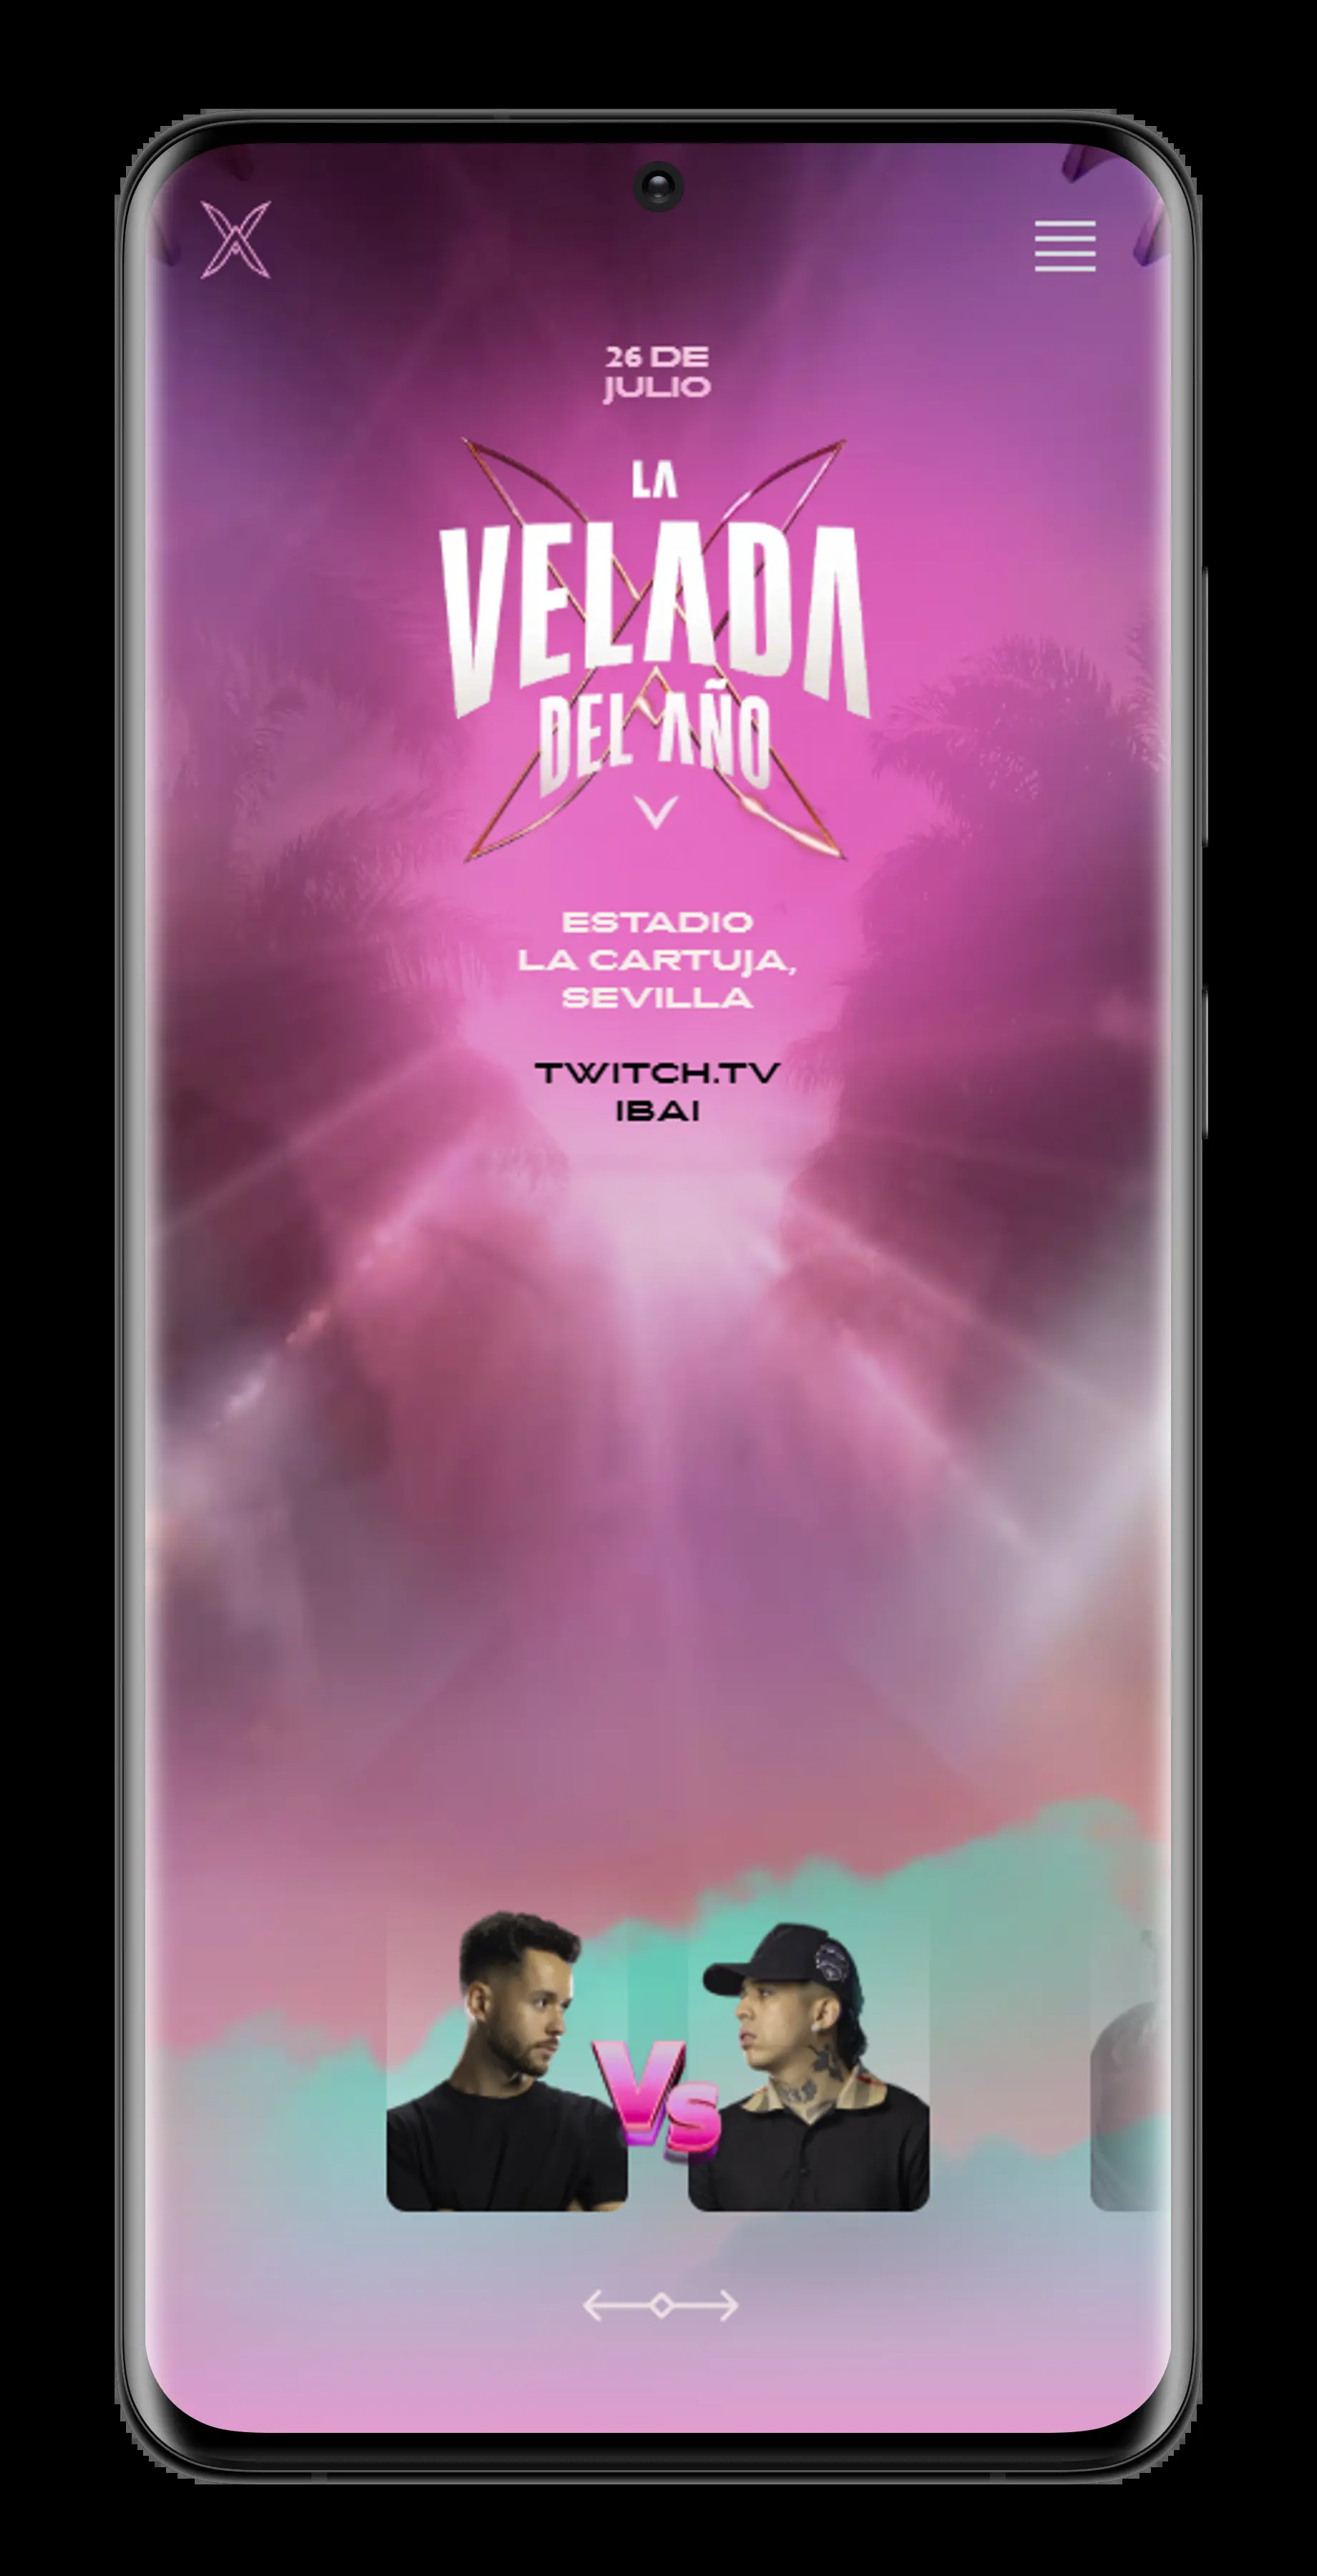 26 DE
JULIO
LA
VELADA
DEL AÑO
V
ESTADIO
LA CARTUJA,
SEVILLA
TWITCH.TV
IBAI
VS